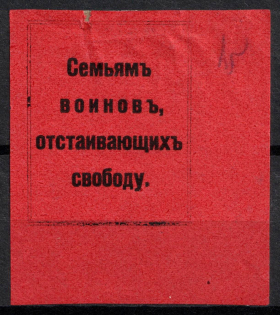 Семьямъ
воиновъ,
отстаивающихъ
свободу.